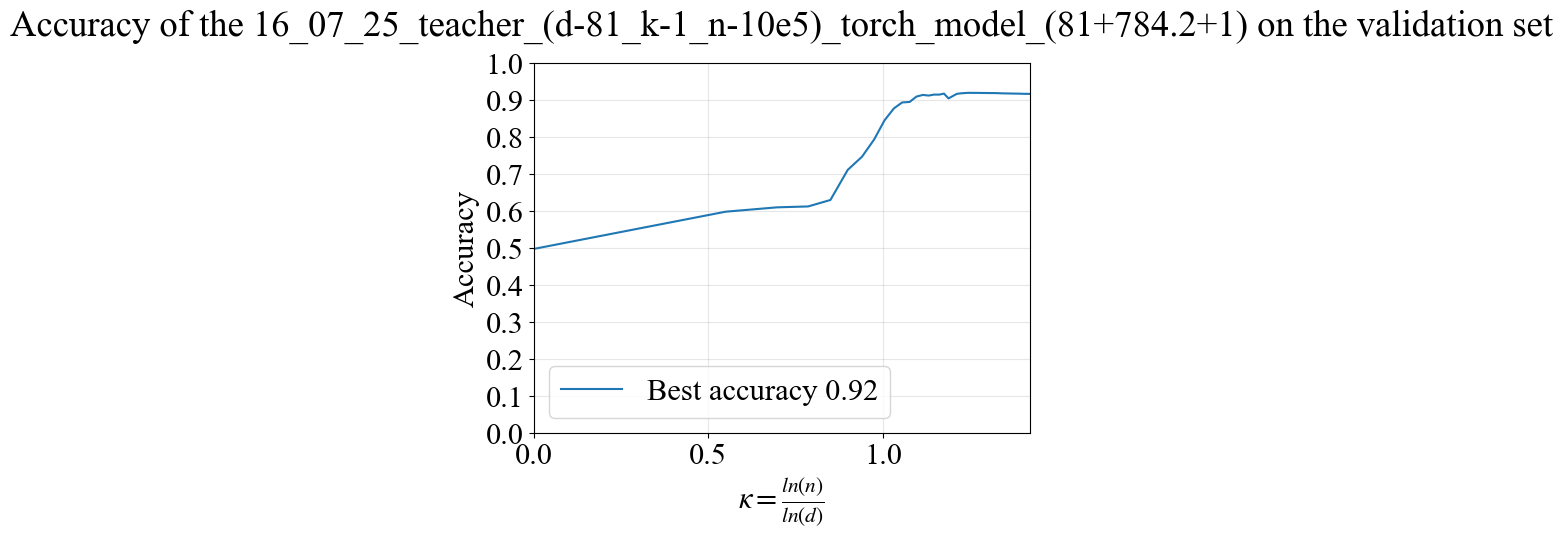 Accuracy of the 16_07_25_teacher_(d-81_k-1_n-10e5)_torch_model_(81+784.2+1) on the validation set
1.0
0.9
0.8
0.7
0.6
0.5
0.4
0.3
0.2
0.1
0.0
Accuracy
Best accuracy 0.92
0.0 0.5 1.0
κ = ln(n) / ln(d)